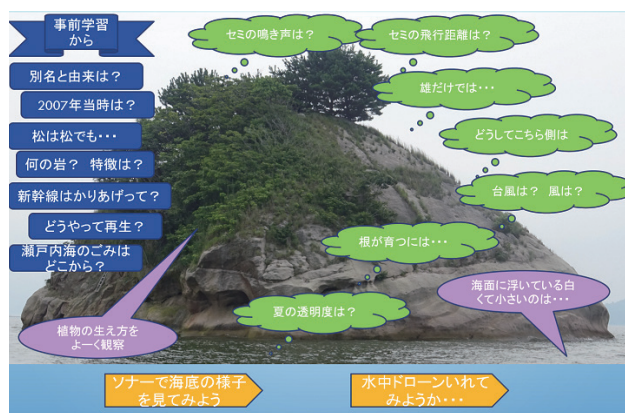 事前学習
から
別名と由来は？
2007年当時は？
松は松でも・・・
何の岩？ 特徴は？
新幹線はかりあげって？
どうやって再生？
瀬戸内海のごみは
どこから？
セミの鳴き声は？
セミの飛行距離は？
雄だけでは・・・
どうしてこちら側は
台風は？ 風は？
根が育つには・・・
夏の透明度は？
海面に浮いている白
くて小さいのは・・・
植物の生え方を
よーく観察
ソナーで海底の様子
を見てみよう
水中ドローンいれて
みようか・・・